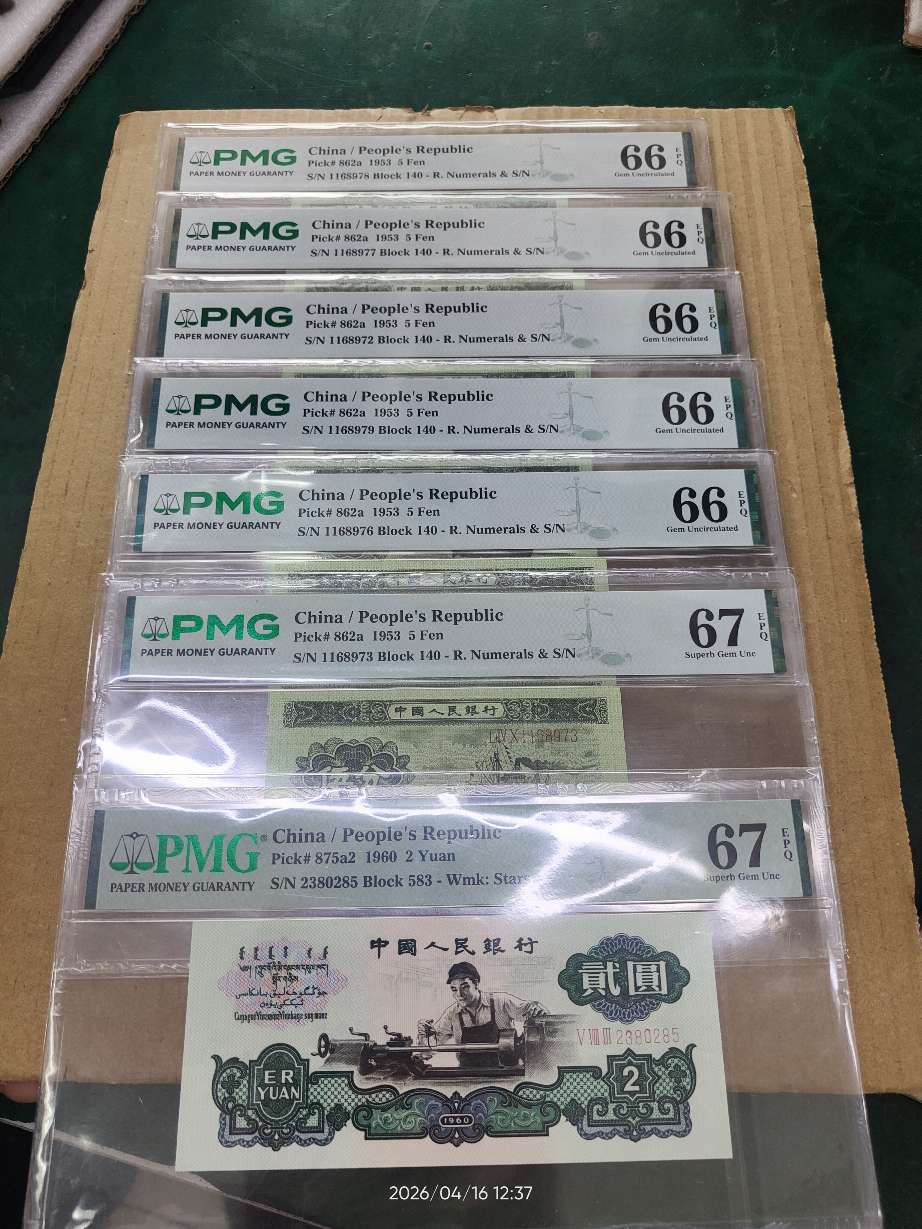 PMG
PAPER MONEY GUARANTY
China / People's Republic
Pick# 862a 1953 5 Fen
S/N 1168978 Block 140 - R. Numerals & S/N
66
Gem Uncirculated
EPQ
PMG
PAPER MONEY GUARANTY
China / People's Republic
Pick# 862a 1953 5 Fen
S/N 1168977 Block 140 - R. Numerals & S/N
66
Gem Uncirculated
EPQ
PMG
PAPER MONEY GUARANTY
China / People's Republic
Pick# 862a 1953 5 Fen
S/N 1168972 Block 140 - R. Numerals & S/N
66
Gem Uncirculated
EPQ
PMG
PAPER MONEY GUARANTY
China / People's Republic
Pick# 862a 1953 5 Fen
S/N 1168979 Block 140 - R. Numerals & S/N
66
Gem Uncirculated
EPQ
PMG
PAPER MONEY GUARANTY
China / People's Republic
Pick# 862a 1953 5 Fen
S/N 1168976 Block 140 - R. Numerals & S/N
66
Gem Uncirculated
EPQ
PMG
PAPER MONEY GUARANTY
China / People's Republic
Pick# 862a 1953 5 Fen
S/N 1168973 Block 140 - R. Numerals & S/N
67
Superb Gem Unc
EPQ
中國人民銀行
IVX 1168973
PMG®
PAPER MONEY GUARANTY
China / People's Republic
Pick# 875a2 1960 2 Yuan
S/N 2380285 Block 583 - Wmk: Stars
67
Superb Gem Unc
EPQ
中國人民銀行
貳圓
V VIII III 2380285
ER
YUAN
2
1960
2026/04/16 12:37